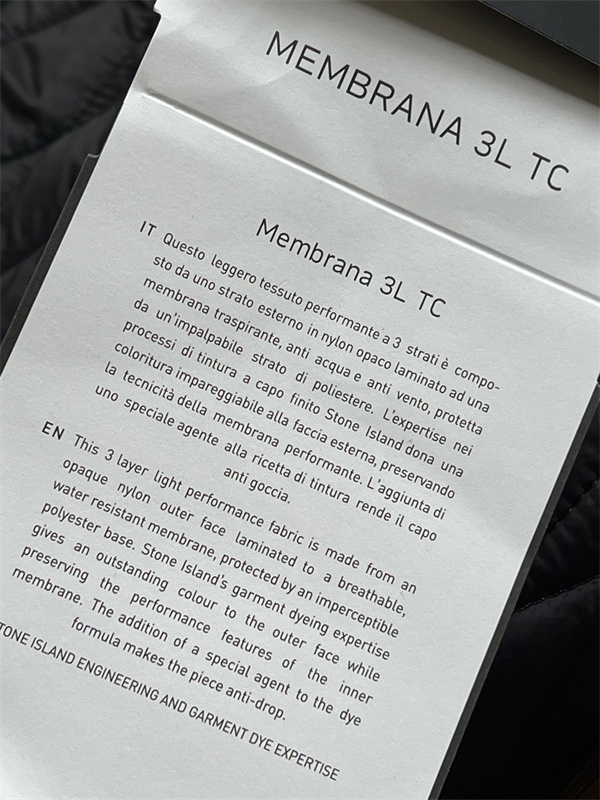 MEMBRANA 3L TC
Membrana 3L TC
IT Questo leggero tessuto performante a 3 strati è compo-
sto da uno strato esterno in nylon opaco laminato ad una
membrana traspirante, anti acqua e anti vento, protetta
da un'impalpabile strato di poliestere. L'expertise nei
processi di tintura a capo finito Stone Island dona una
coloritura impareggiabile alla faccia esterna, preservando
la tecnicità della membrana performante. L'aggiunta di
uno speciale agente alla ricetta di tintura rende il capo
anti goccia.
EN This 3 layer light performance fabric is made from an
opaque nylon outer face laminated to a breathable,
water resistant membrane, protected by an imperceptible
polyester base. Stone Island's garment dyeing expertise
gives an outstanding colour to the outer face while
preserving the performance features of the inner
membrane. The addition of a special agent to the dye
formula makes the piece anti-drop.
TONE ISLAND ENGINEERING AND GARMENT DYE EXPERTISE